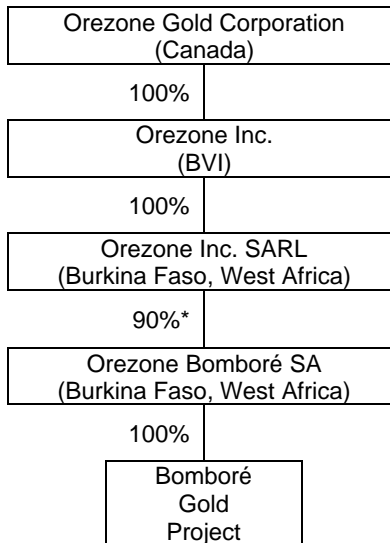 Orezone Gold Corporation
(Canada)
100%
Orezone Inc.
(BVI)
100%
Orezone Inc. SARL
(Burkina Faso, West Africa)
90%*
Orezone Bomboré SA
(Burkina Faso, West Africa)
100%
Bomboré
Gold
Project